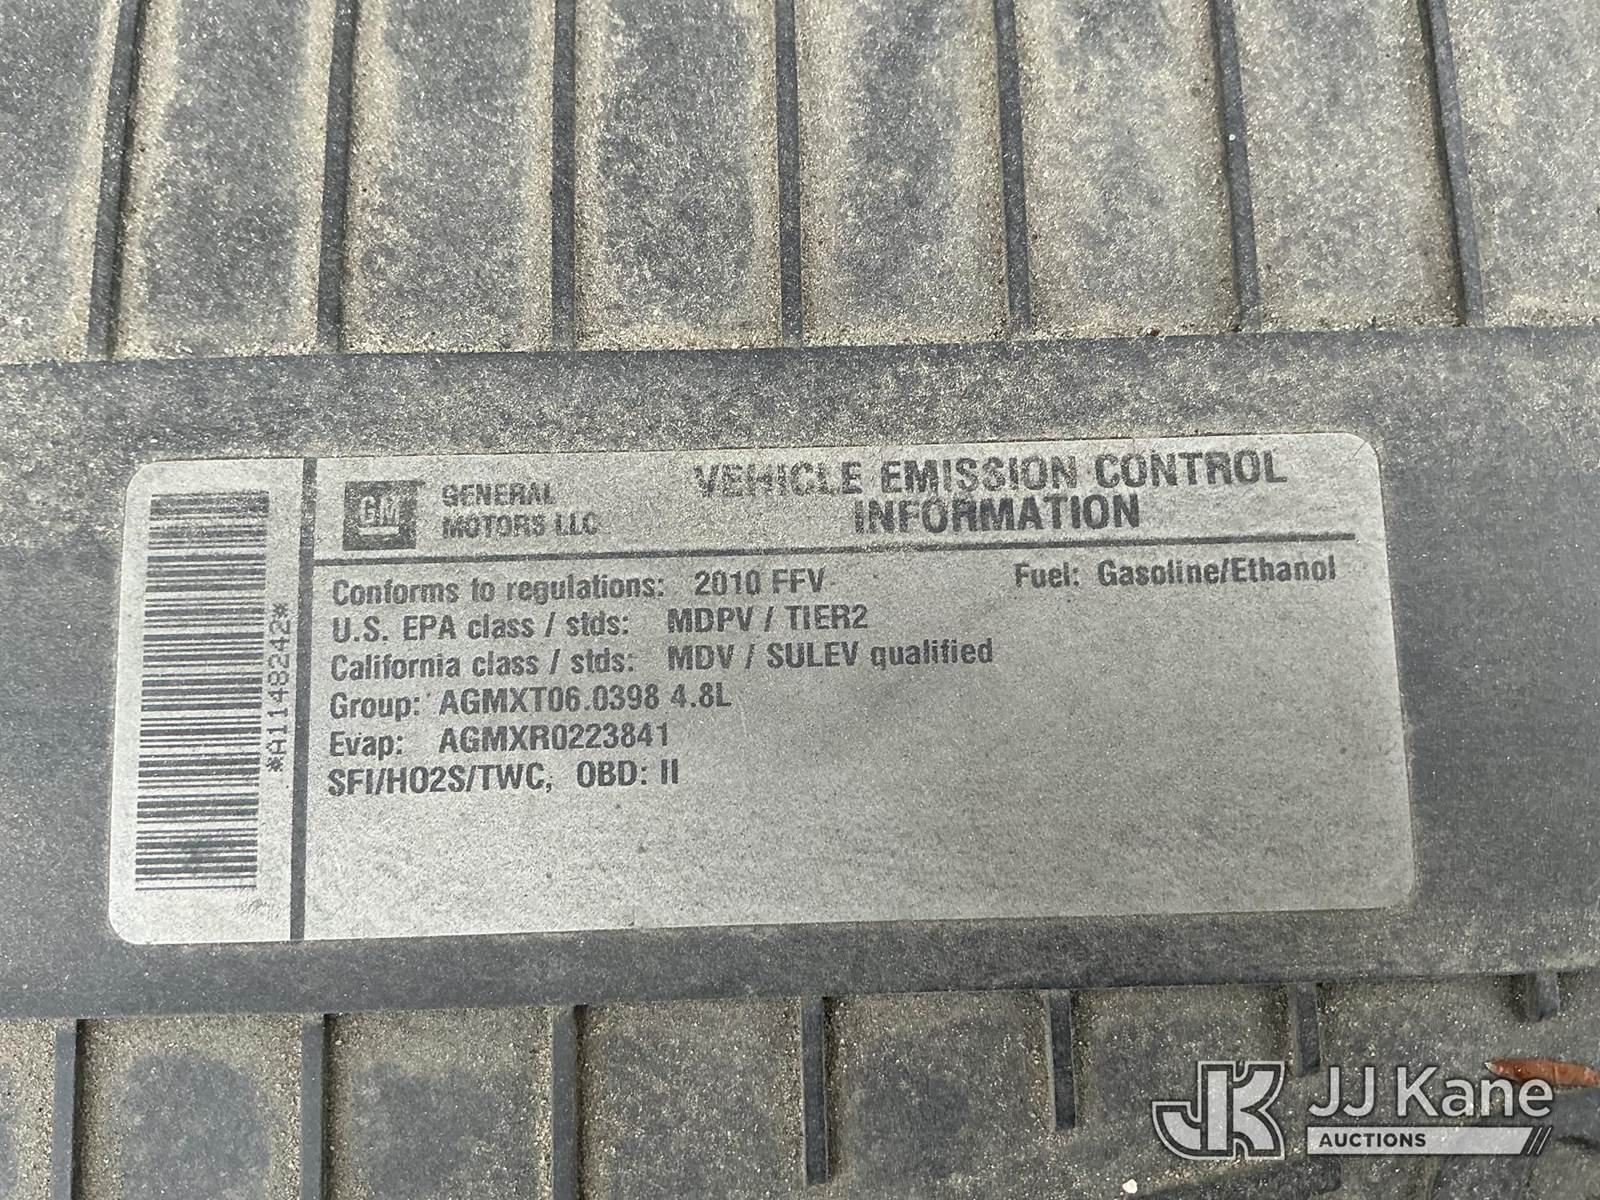 GM
GENERAL
MOTORS LLC
VEHICLE EMISSION CONTROL
INFORMATION
Conforms to regulations: 2010 FFV
Fuel: Gasoline/Ethanol
U.S. EPA class / stds: MDPV / TIER2
California class / stds: MDV / SULEV qualified
Group: AGMXT06.0398 4.8L
Evap: AGMXR0223841
SFI/HO2S/TWC, OBD: II
*A1148242*
JK
JJ Kane
AUCTIONS